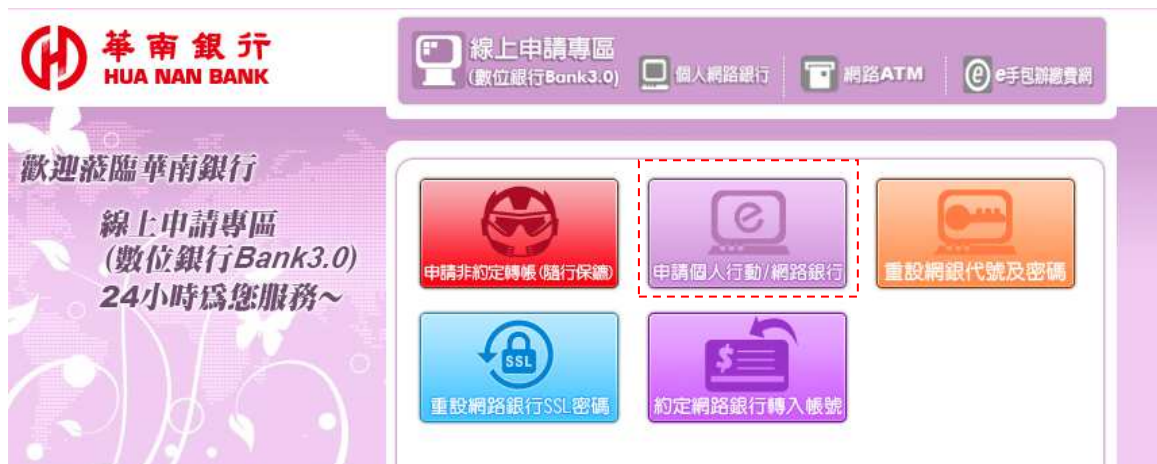 華南銀行
HUA NAN BANK
線上申請專區
(數位銀行Bank3.0)
個人網路銀行
網路ATM
e手包辦繳費網
歡迎蒞臨華南銀行
線上申請專區
(數位銀行Bank3.0)
24小時為您服務~
申請非約定轉帳(隨行保鑣)
申請個人行動/網路銀行
重設網銀代號及密碼
SSL
重設網路銀行SSL密碼
約定網路銀行轉入帳號